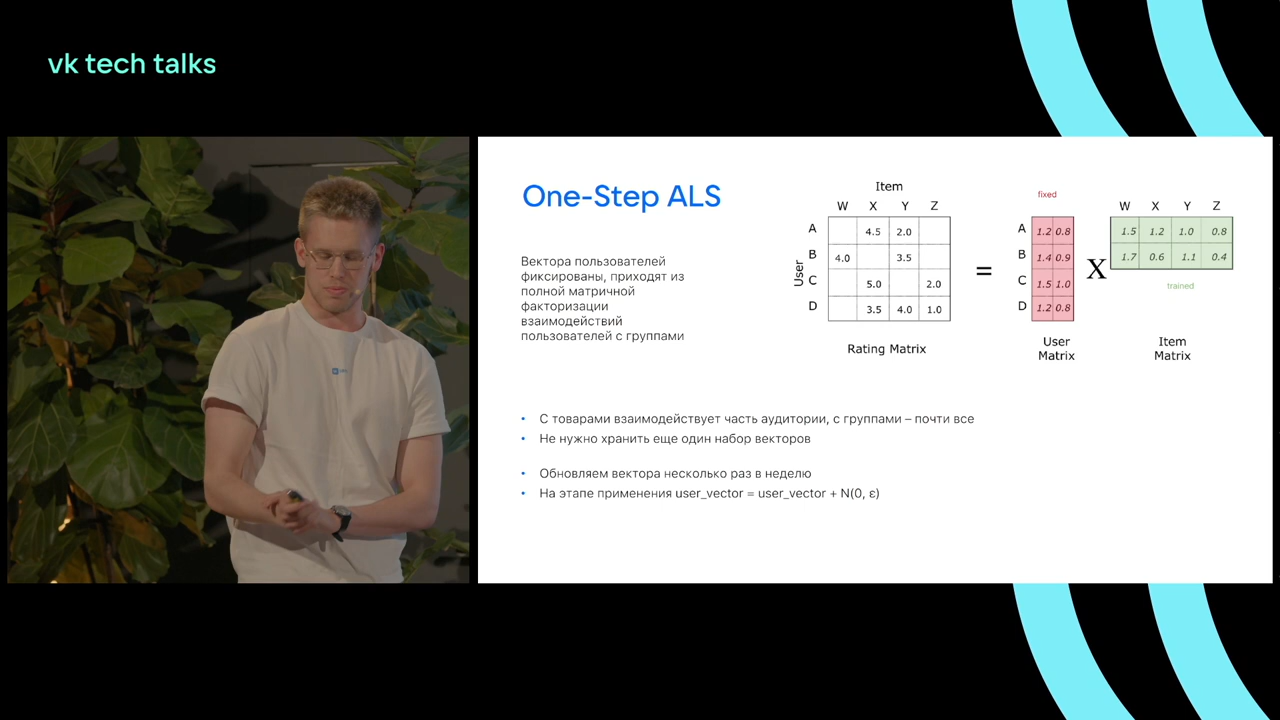 vk tech talks
One-Step ALS
Вектора пользователей
фиксированы, приходят из
полной матричной
факторизации
взаимодействий
пользователей с группами
Item
W X Y Z
User
A 4.5 2.0
B 4.0 3.5
C 5.0 2.0
D 3.5 4.0 1.0
Rating Matrix
=
fixed
A 1.2 0.8
B 1.4 0.9
C 1.5 1.0
D 1.2 0.8
User
Matrix
X
W X Y Z
1.5 1.2 1.0 0.8
1.7 0.6 1.1 0.4
trained
Item
Matrix
• С товарами взаимодействует часть аудитории, с группами – почти все
• Не нужно хранить еще один набор векторов
• Обновляем вектора несколько раз в неделю
• На этапе применения user_vector = user_vector + N(0, ε)